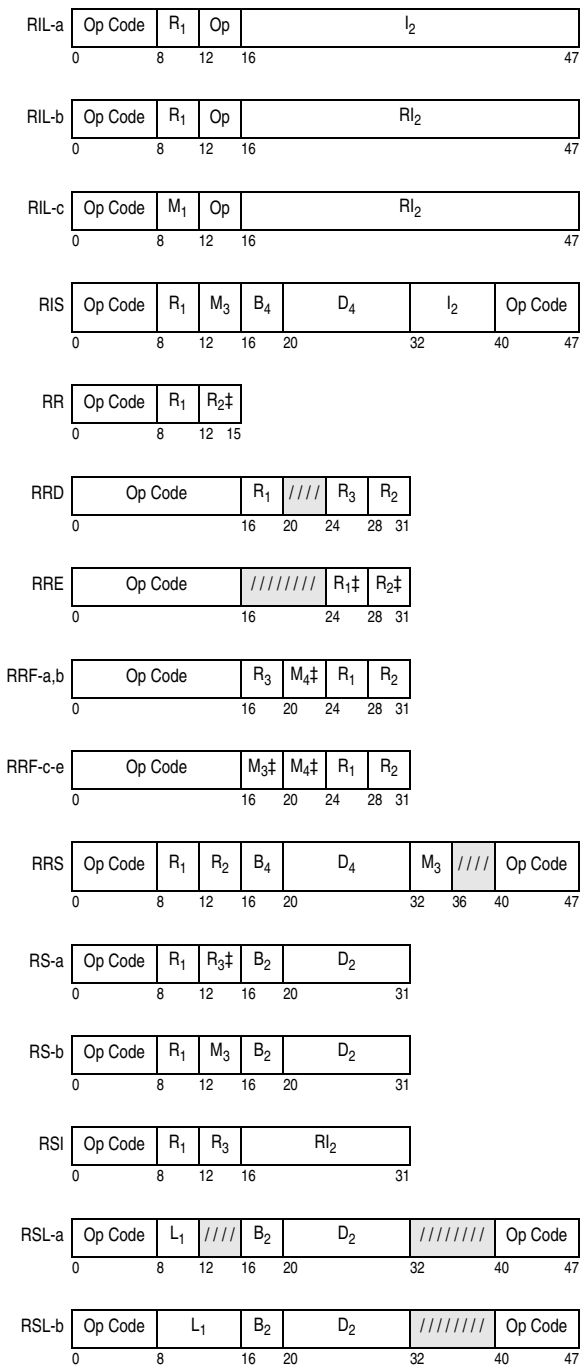 RIL-a Op Code R₁ Op I₂
0 8 12 16 47
RIL-b Op Code R₁ Op RI₂
0 8 12 16 47
RIL-c Op Code M₁ Op RI₂
0 8 12 16 47
RIS Op Code R₁ M₃ B₄ D₄ I₂ Op Code
0 8 12 16 20 32 40 47
RR Op Code R₁ R₂‡
0 8 12 15
RRD Op Code R₁ //// R₃ R₂
0 16 20 24 28 31
RRE Op Code //////// R₁‡ R₂‡
0 16 24 28 31
RRF-a,b Op Code R₃ M₄‡ R₁ R₂
0 16 20 24 28 31
RRF-c-e Op Code M₃‡ M₄‡ R₁ R₂
0 16 20 24 28 31
RRS Op Code R₁ R₂ B₄ D₄ M₃ //// Op Code
0 8 12 16 20 32 36 40 47
RS-a Op Code R₁ R₃‡ B₂ D₂
0 8 12 16 20 31
RS-b Op Code R₁ M₃ B₂ D₂
0 8 12 16 20 31
RSI Op Code R₁ R₃ RI₂
0 8 12 16 31
RSL-a Op Code L₁ //// B₂ D₂ //////// Op Code
0 8 12 16 20 32 40 47
RSL-b Op Code L₁ B₂ D₂ //////// Op Code
0 8 16 20 32 36 40 47